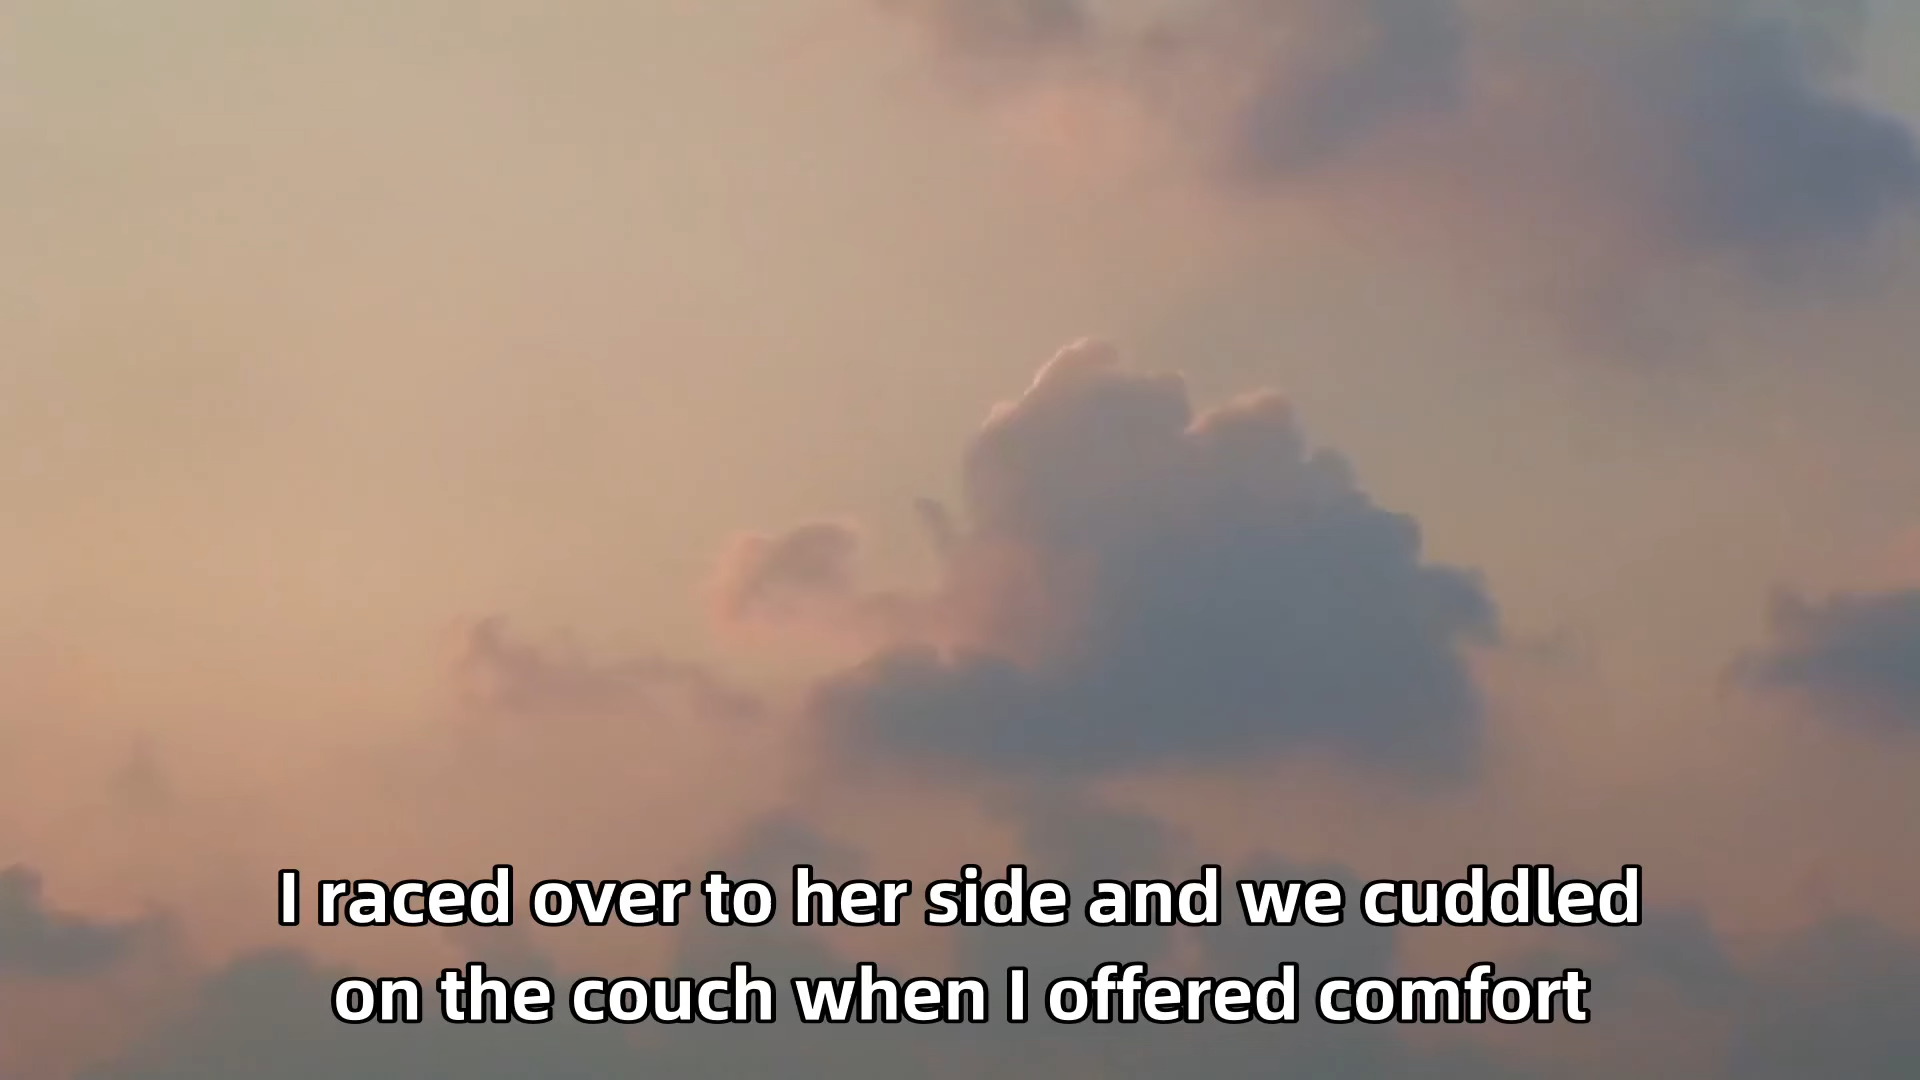 I raced over to her side and we cuddled
on the couch when I offered comfort